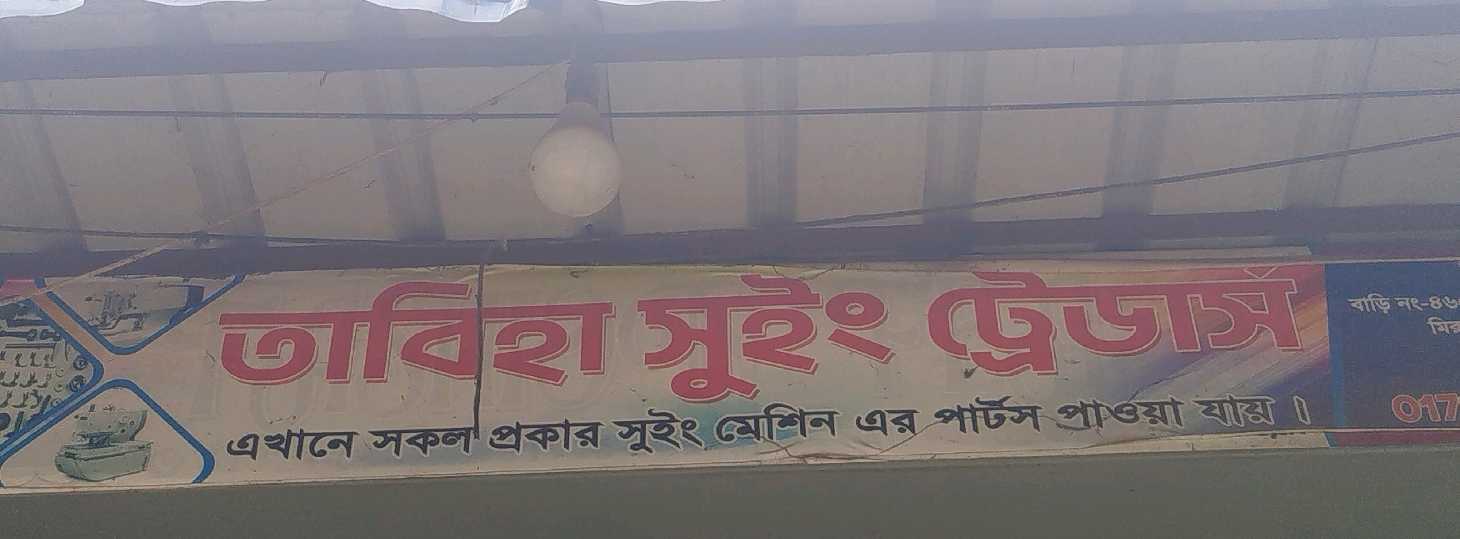 তাবিহা সুইং ট্রেডার্স
এখানে সকল প্রকার সুইং মেশিন এর পার্টস পাওয়া যায় ।
বাড়ি নং-৪৬
017